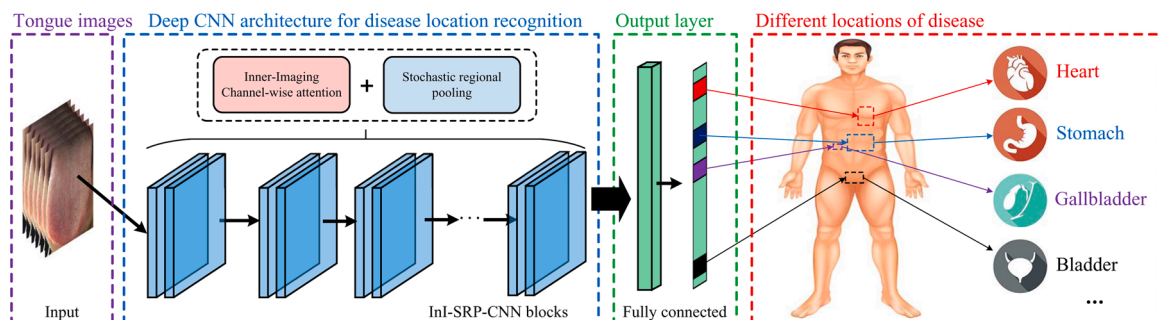 Tongue images
Deep CNN architecture for disease location recognition
Output layer
Different locations of disease
Inner-Imaging
Channel-wise attention
+
Stochastic regional
pooling
Heart
Stomach
Gallbladder
Bladder
...
...
Input
InI-SRP-CNN blocks
Fully connected